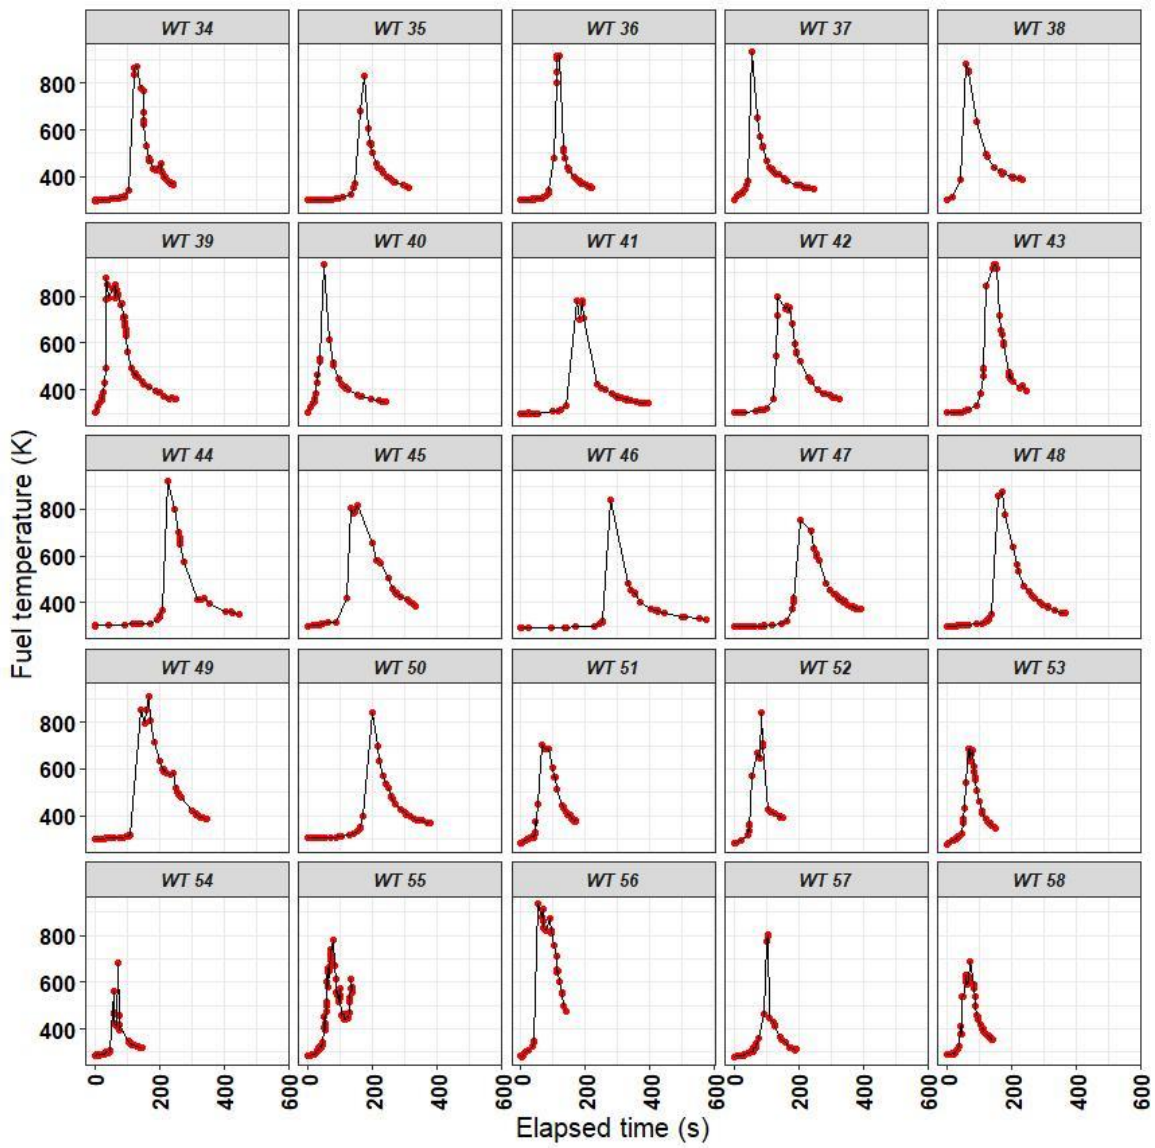 WT 34 WT 35 WT 36 WT 37 WT 38
800
600
400
WT 39 WT 40 WT 41 WT 42 WT 43
800
600
400
WT 44 WT 45 WT 46 WT 47 WT 48
800
600
400
WT 49 WT 50 WT 51 WT 52 WT 53
800
600
400
WT 54 WT 55 WT 56 WT 57 WT 58
800
600
400
0 200 400 600 0 200 400 600 0 200 400 600 0 200 400 600 0 200 400 600
Elapsed time (s)
Fuel temperature (K)